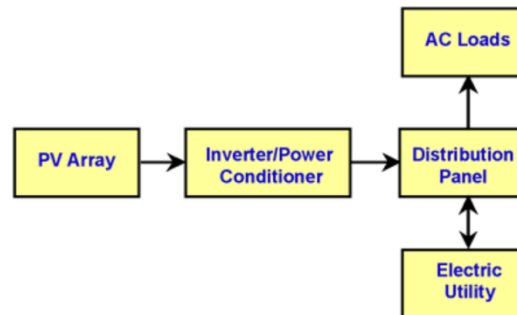 AC Loads
PV Array
Inverter/Power
Conditioner
Distribution
Panel
Electric
Utility